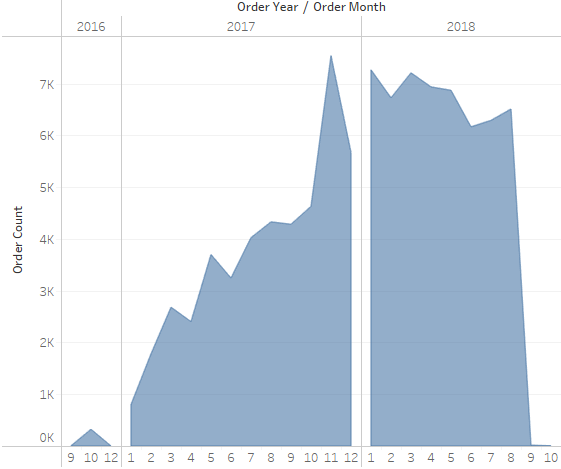 Order Year / Order Month
2016 2017 2018
7K
6K
5K
4K
3K
2K
1K
0K
Order Count
9 10 12 1 2 3 4 5 6 7 8 9 10 11 12 1 2 3 4 5 6 7 8 9 10